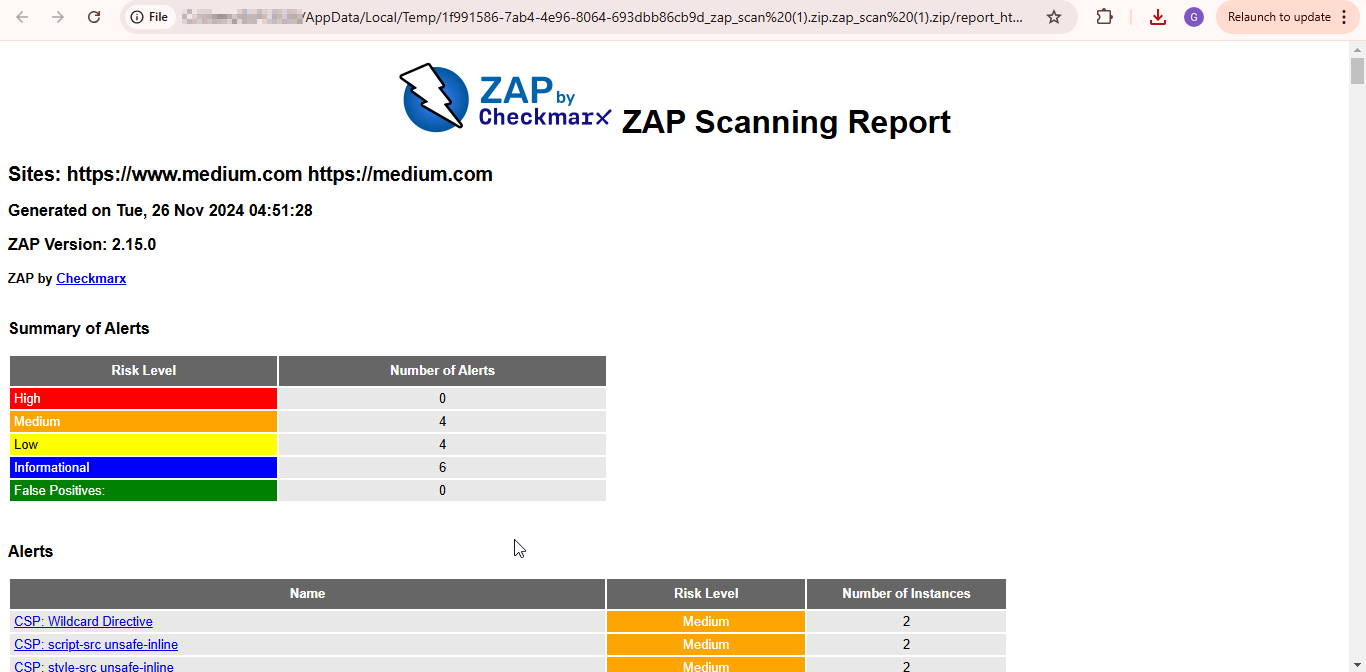 File
/AppData/Local/Temp/1f991586-7ab4-4e96-8064-693dbb86cb9d_zap_scan%20(1).zip.zap_scan%20(1).zip/report_ht...
G
Relaunch to update
ZAP by
Checkmarx
ZAP Scanning Report
Sites: https://www.medium.com https://medium.com
Generated on Tue, 26 Nov 2024 04:51:28
ZAP Version: 2.15.0
ZAP by Checkmarx
Summary of Alerts
Risk Level Number of Alerts
High 0
Medium 4
Low 4
Informational 6
False Positives: 0
Alerts
Name Risk Level Number of Instances
CSP: Wildcard Directive Medium 2
CSP: script-src unsafe-inline Medium 2
CSP: style-src unsafe-inline Medium 2